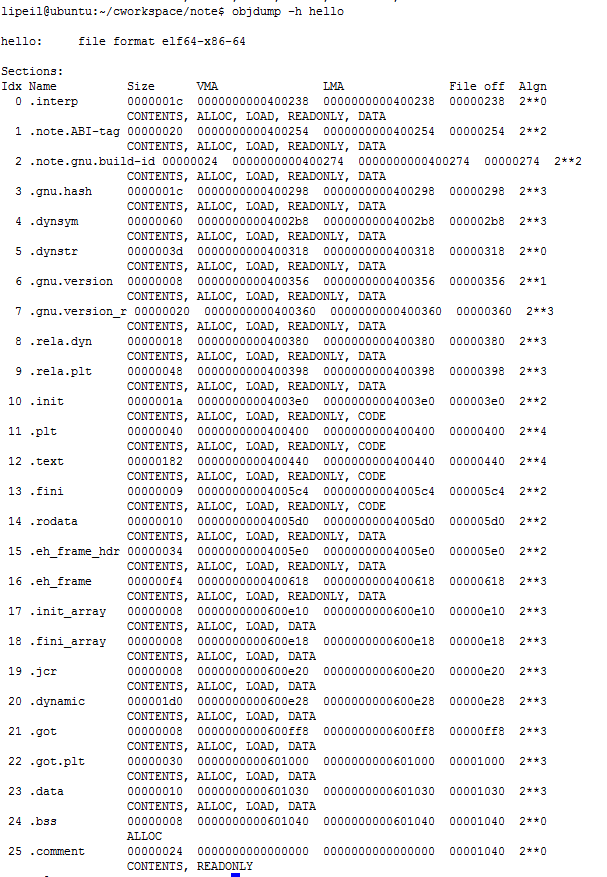 lipeil@ubuntu:~/cworkspace/note$ objdump -h hello
hello:     file format elf64-x86-64
Sections:
Idx Name          Size      VMA               LMA               File off  Algn
  0 .interp       0000001c  0000000000400238  0000000000400238  00000238  2**0
                  CONTENTS, ALLOC, LOAD, READONLY, DATA
  1 .note.ABI-tag 00000020  0000000000400254  0000000000400254  00000254  2**2
                  CONTENTS, ALLOC, LOAD, READONLY, DATA
  2 .note.gnu.build-id 00000024  0000000000400274  0000000000400274  00000274  2**2
                  CONTENTS, ALLOC, LOAD, READONLY, DATA
  3 .gnu.hash     0000001c  0000000000400298  0000000000400298  00000298  2**3
                  CONTENTS, ALLOC, LOAD, READONLY, DATA
  4 .dynsym       00000060  00000000004002b8  00000000004002b8  000002b8  2**3
                  CONTENTS, ALLOC, LOAD, READONLY, DATA
  5 .dynstr       0000003d  0000000000400318  0000000000400318  00000318  2**0
                  CONTENTS, ALLOC, LOAD, READONLY, DATA
  6 .gnu.version  00000008  0000000000400356  0000000000400356  00000356  2**1
                  CONTENTS, ALLOC, LOAD, READONLY, DATA
  7 .gnu.version_r 00000020  0000000000400360  0000000000400360  00000360  2**3
                  CONTENTS, ALLOC, LOAD, READONLY, DATA
  8 .rela.dyn     00000018  0000000000400380  0000000000400380  00000380  2**3
                  CONTENTS, ALLOC, LOAD, READONLY, DATA
  9 .rela.plt     00000048  0000000000400398  0000000000400398  00000398  2**3
                  CONTENTS, ALLOC, LOAD, READONLY, DATA
 10 .init         0000001a  00000000004003e0  00000000004003e0  000003e0  2**2
                  CONTENTS, ALLOC, LOAD, READONLY, CODE
 11 .plt          00000040  0000000000400400  0000000000400400  00000400  2**4
                  CONTENTS, ALLOC, LOAD, READONLY, CODE
 12 .text         00000182  0000000000400440  0000000000400440  00000440  2**4
                  CONTENTS, ALLOC, LOAD, READONLY, CODE
 13 .fini         00000009  00000000004005c4  00000000004005c4  000005c4  2**2
                  CONTENTS, ALLOC, LOAD, READONLY, CODE
 14 .rodata       00000010  00000000004005d0  00000000004005d0  000005d0  2**2
                  CONTENTS, ALLOC, LOAD, READONLY, DATA
 15 .eh_frame_hdr 00000034  00000000004005e0  00000000004005e0  000005e0  2**2
                  CONTENTS, ALLOC, LOAD, READONLY, DATA
 16 .eh_frame     000000f4  0000000000400618  0000000000400618  00000618  2**3
                  CONTENTS, ALLOC, LOAD, READONLY, DATA
 17 .init_array   00000008  0000000000600e10  0000000000600e10  00000e10  2**3
                  CONTENTS, ALLOC, LOAD, DATA
 18 .fini_array   00000008  0000000000600e18  0000000000600e18  00000e18  2**3
                  CONTENTS, ALLOC, LOAD, DATA
 19 .jcr          00000008  0000000000600e20  0000000000600e20  00000e20  2**3
                  CONTENTS, ALLOC, LOAD, DATA
 20 .dynamic      000001d0  0000000000600e28  0000000000600e28  00000e28  2**3
                  CONTENTS, ALLOC, LOAD, DATA
 21 .got          00000008  0000000000600ff8  0000000000600ff8  00000ff8  2**3
                  CONTENTS, ALLOC, LOAD, DATA
 22 .got.plt      00000030  0000000000601000  0000000000601000  00001000  2**3
                  CONTENTS, ALLOC, LOAD, DATA
 23 .data         00000010  0000000000601030  0000000000601030  00001030  2**3
                  CONTENTS, ALLOC, LOAD, DATA
 24 .bss          00000008  0000000000601040  0000000000601040  00001040  2**0
                  ALLOC
 25 .comment      00000024  0000000000000000  0000000000000000  00001040  2**0
                  CONTENTS, READONLY